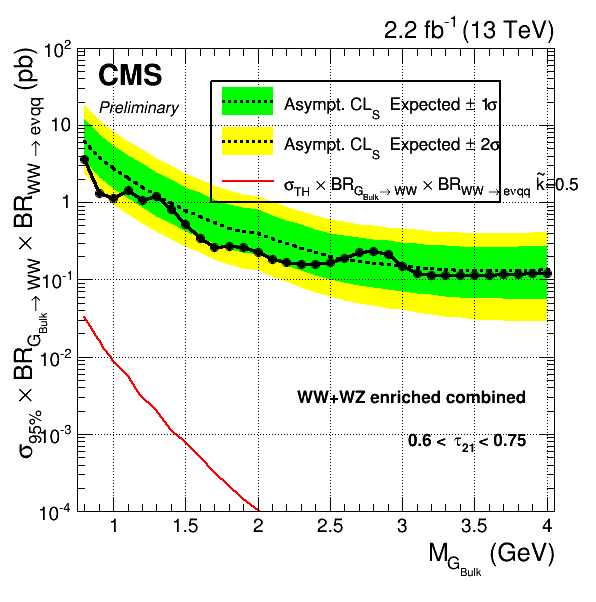 2.2 fb⁻¹ (13 TeV)
σ95% × BR_G_Bulk → WW × BR_WW → evqq (pb)
10²
10
1
10⁻¹
10⁻²
10⁻³
10⁻⁴
CMS
Preliminary
Asympt. CL_S Expected ± 1σ
Asympt. CL_S Expected ± 2σ
σ_TH × BR_G_Bulk → WW × BR_WW → evqq k̃=0.5
WW+WZ enriched combined
0.6 < τ₂₁ < 0.75
1 1.5 2 2.5 3 3.5 4
M_G_Bulk (GeV)